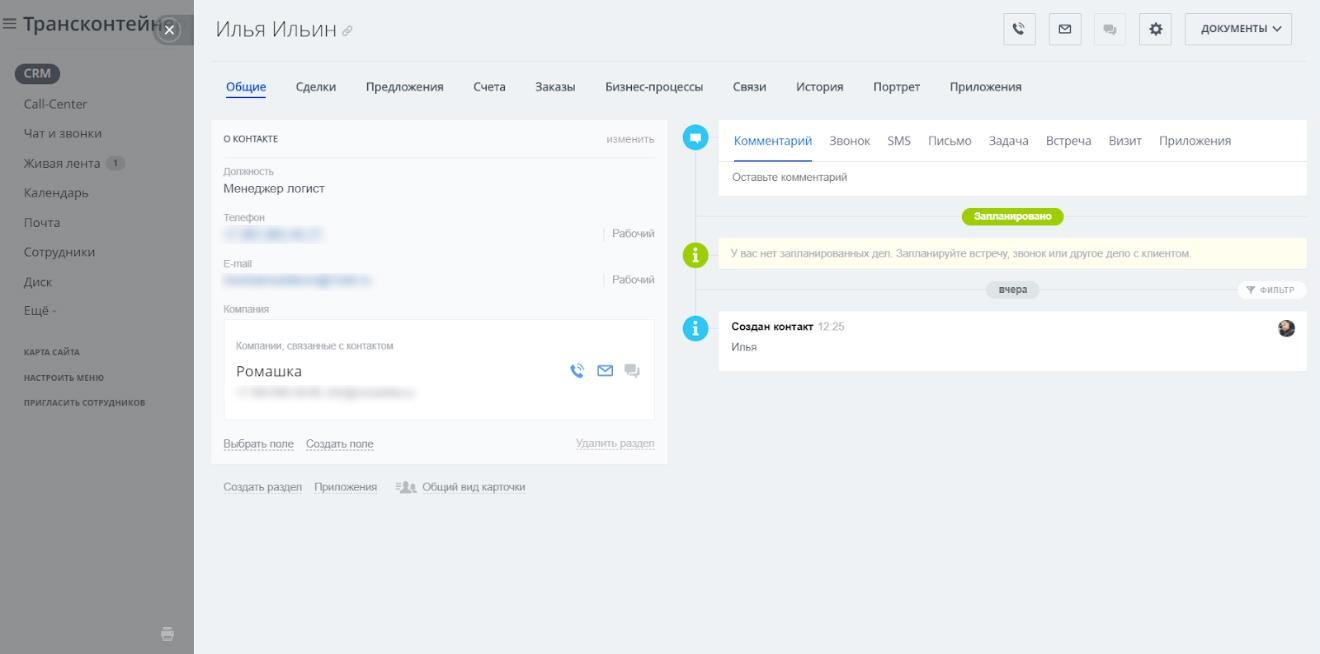 Трансконтейне
CRM
Call-Center
Чат и звонки
Живая лента 1
Календарь
Почта
Сотрудники
Диск
Ещё -
КАРТА САЙТА
НАСТРОИТЬ МЕНЮ
ПРИГЛАСИТЬ СОТРУДНИКОВ
Илья Ильин
ДОКУМЕНТЫ
Общие Сделки Предложения Счета Заказы Бизнес-процессы Связи История Портрет Приложения
О КОНТАКТЕ изменить
Должность
Менеджер логист
Телефон
Рабочий
E-mail
Рабочий
Компания
Компании, связанные с контактом
Ромашка
Выбрать поле Создать поле Удалить раздел
Создать раздел Приложения Общий вид карточки
Комментарий Звонок SMS Письмо Задача Встреча Визит Приложения
Оставьте комментарий
Запланировано
У вас нет запланированных дел. Запланируйте встречу, звонок или другое дело с клиентом.
вчера
ФИЛЬТР
Создан контакт 12:25
Илья